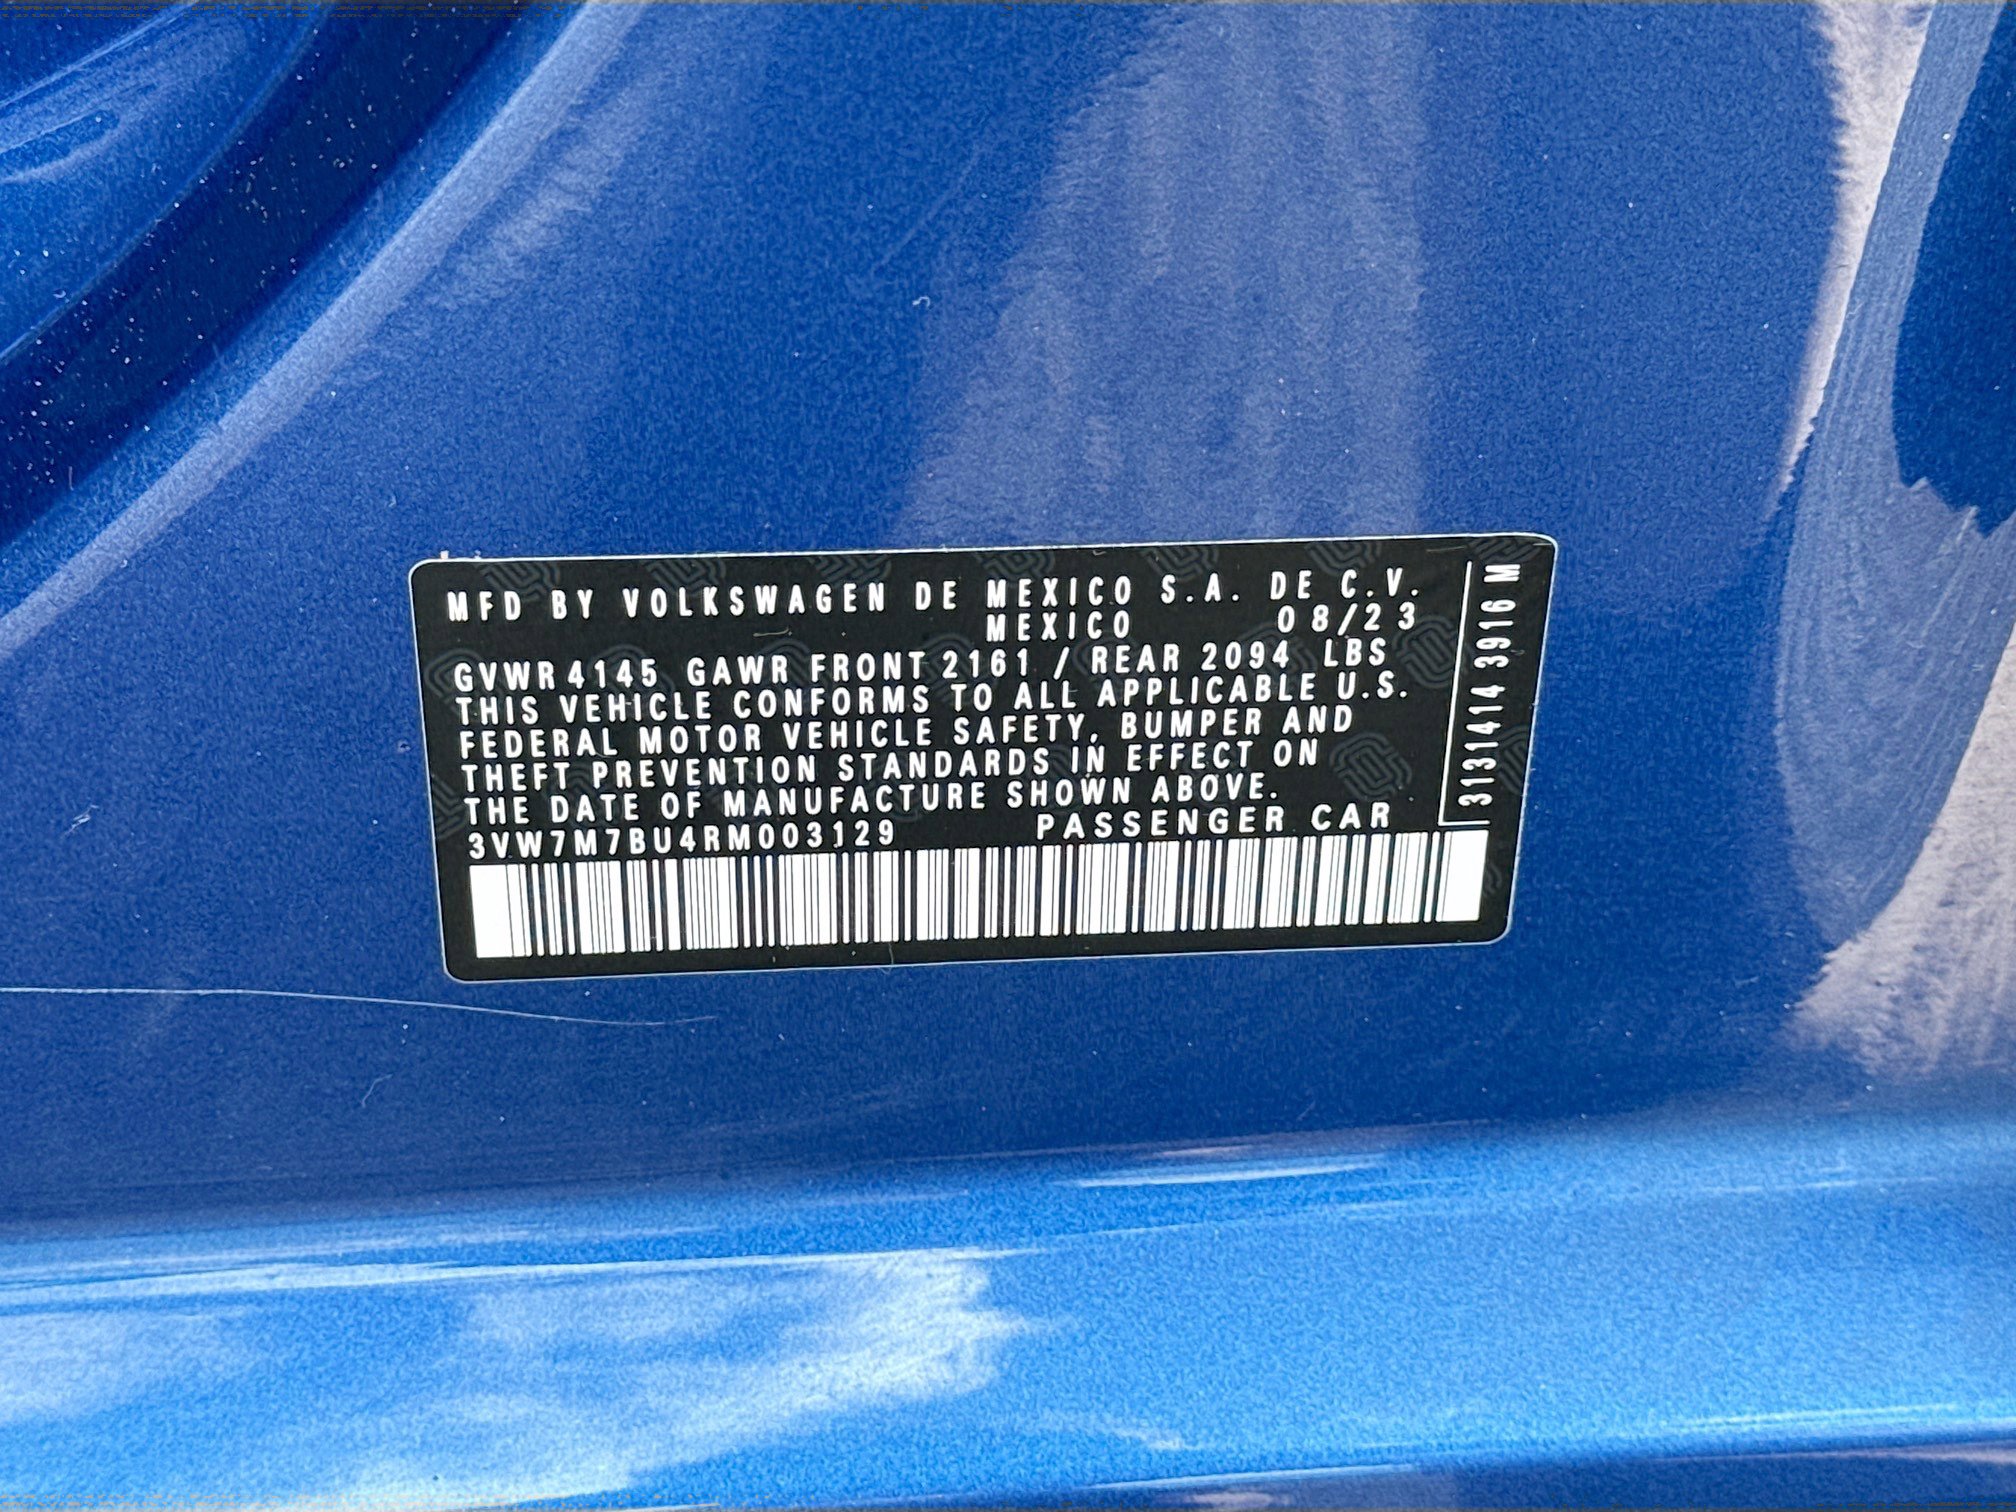 MFD BY VOLKSWAGEN DE MEXICO S.A. DE C.V.
MEXICO 08/23
GVWR 4145 GAWR FRONT 2161 / REAR 2094 LBS
THIS VEHICLE CONFORMS TO ALL APPLICABLE U.S.
FEDERAL MOTOR VEHICLE SAFETY, BUMPER AND
THEFT PREVENTION STANDARDS IN EFFECT ON
THE DATE OF MANUFACTURE SHOWN ABOVE.
3VW7M7BU4RM003129 PASSENGER CAR
3131414 3916 M